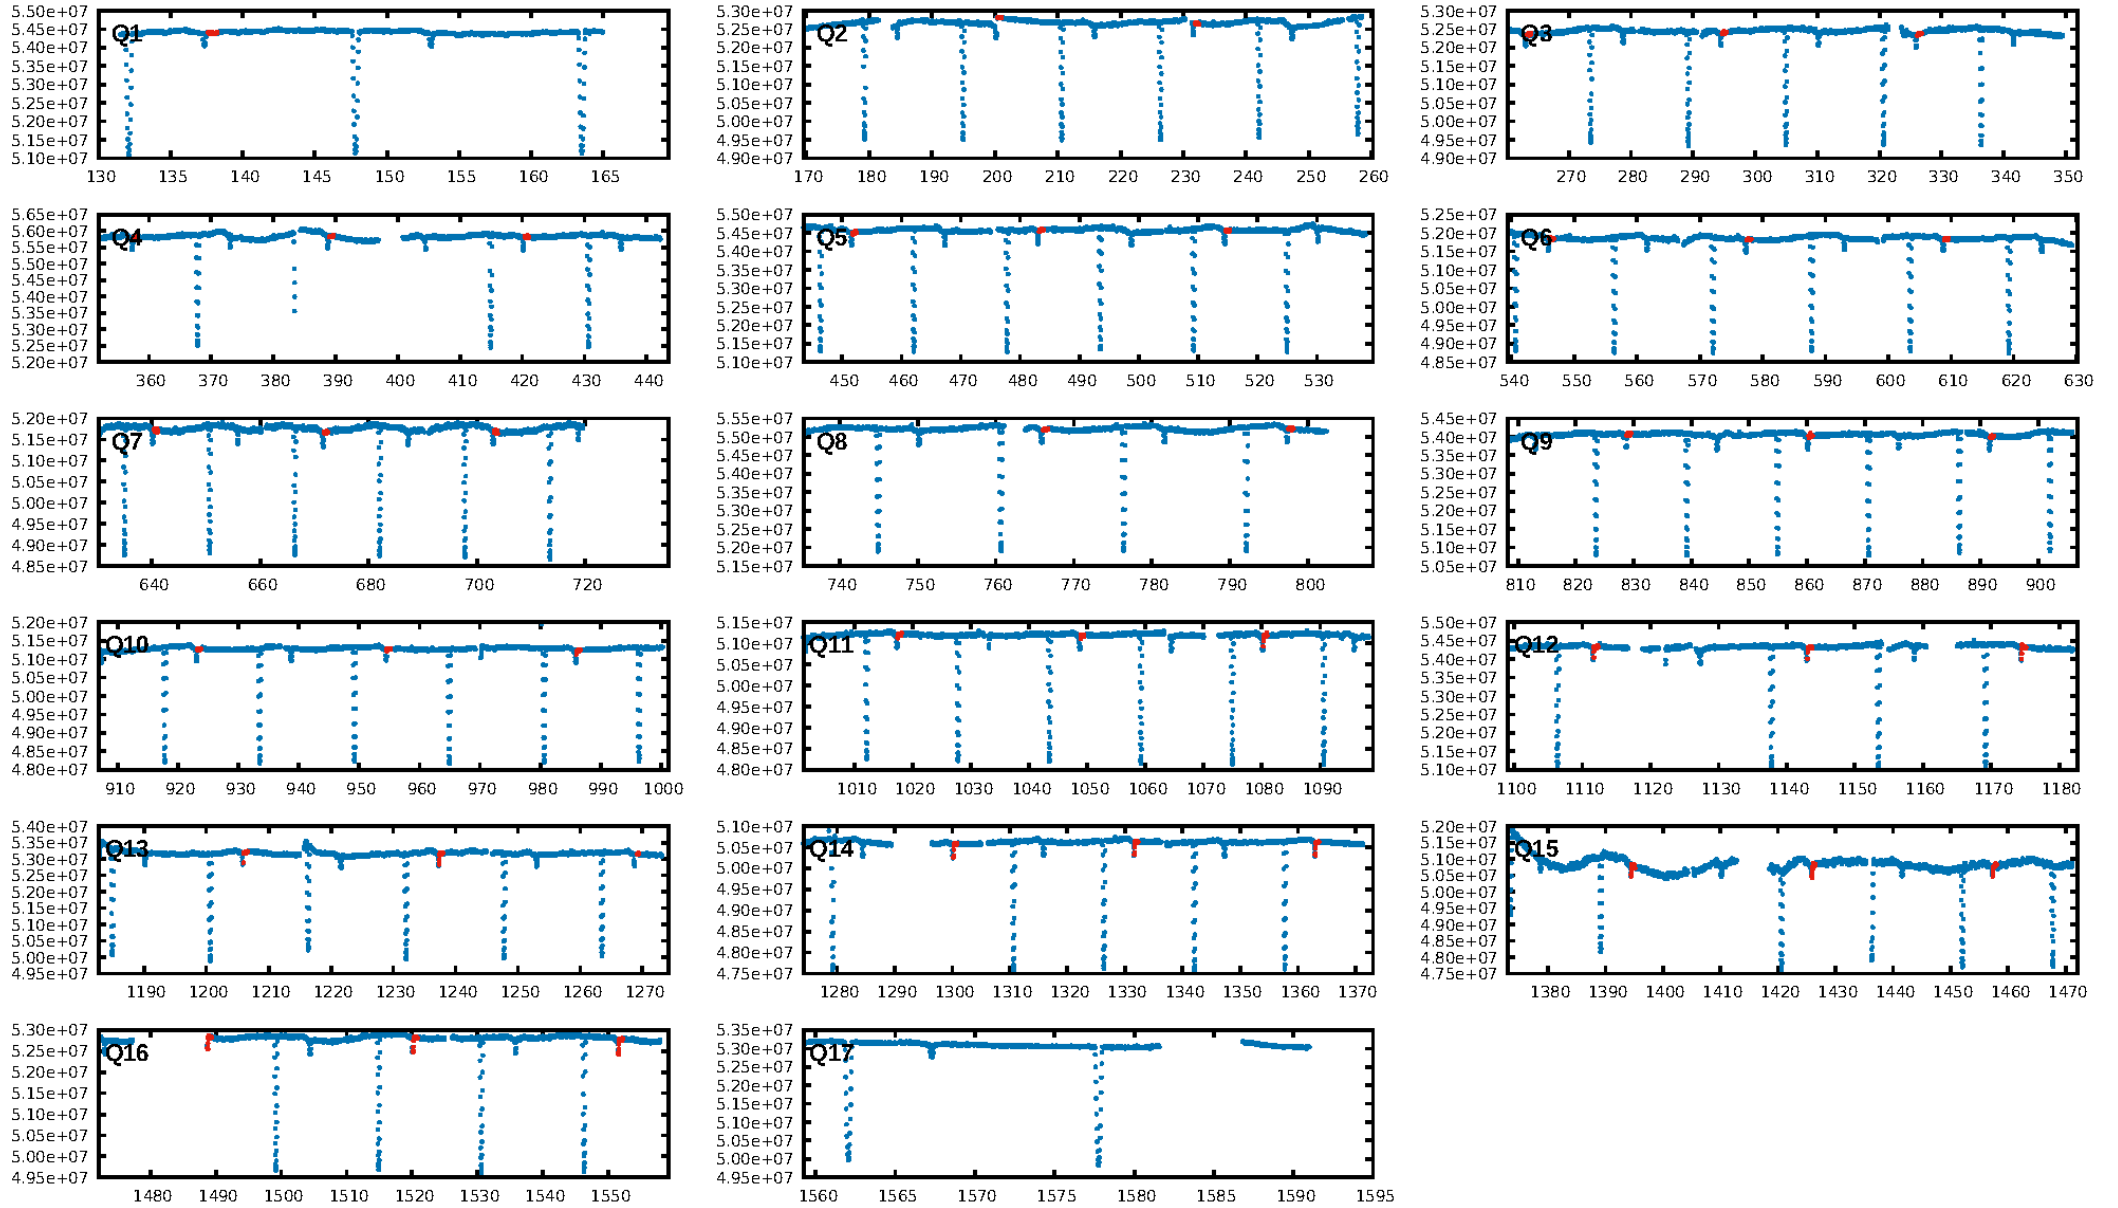 5.50e+07
5.45e+07
5.40e+07
5.35e+07
5.30e+07
5.25e+07
5.20e+07
5.15e+07
5.10e+07
Q1
130 135 140 145 150 155 160 165
5.30e+07
5.25e+07
5.20e+07
5.15e+07
5.10e+07
5.05e+07
5.00e+07
4.95e+07
4.90e+07
Q2
170 180 190 200 210 220 230 240 250 260
5.30e+07
5.25e+07
5.20e+07
5.15e+07
5.10e+07
5.05e+07
5.00e+07
4.95e+07
4.90e+07
Q3
270 280 290 300 310 320 330 340 350
5.65e+07
5.60e+07
5.55e+07
5.50e+07
5.45e+07
5.40e+07
5.35e+07
5.30e+07
5.25e+07
5.20e+07
Q4
360 370 380 390 400 410 420 430 440
5.50e+07
5.45e+07
5.40e+07
5.35e+07
5.30e+07
5.25e+07
5.20e+07
5.15e+07
5.10e+07
Q5
450 460 470 480 490 500 510 520 530
5.25e+07
5.20e+07
5.15e+07
5.10e+07
5.05e+07
5.00e+07
4.95e+07
4.90e+07
4.85e+07
Q6
540 550 560 570 580 590 600 610 620 630
5.20e+07
5.15e+07
5.10e+07
5.05e+07
5.00e+07
4.95e+07
4.90e+07
4.85e+07
Q7
640 660 680 700 720
5.55e+07
5.50e+07
5.45e+07
5.40e+07
5.35e+07
5.30e+07
5.25e+07
5.20e+07
5.15e+07
Q8
740 750 760 770 780 790 800
5.45e+07
5.40e+07
5.35e+07
5.30e+07
5.25e+07
5.20e+07
5.15e+07
5.10e+07
5.05e+07
Q9
810 820 830 840 850 860 870 880 890 900
5.20e+07
5.15e+07
5.10e+07
5.05e+07
5.00e+07
4.95e+07
4.90e+07
4.85e+07
4.80e+07
Q10
910 920 930 940 950 960 970 980 990 1000
5.15e+07
5.10e+07
5.05e+07
5.00e+07
4.95e+07
4.90e+07
4.85e+07
4.80e+07
Q11
1010 1020 1030 1040 1050 1060 1070 1080 1090
5.50e+07
5.45e+07
5.40e+07
5.35e+07
5.30e+07
5.25e+07
5.20e+07
5.15e+07
5.10e+07
Q12
1100 1110 1120 1130 1140 1150 1160 1170 1180
5.40e+07
5.35e+07
5.30e+07
5.25e+07
5.20e+07
5.15e+07
5.10e+07
5.05e+07
5.00e+07
4.95e+07
Q13
1190 1200 1210 1220 1230 1240 1250 1260 1270
5.10e+07
5.05e+07
5.00e+07
4.95e+07
4.90e+07
4.85e+07
4.80e+07
4.75e+07
Q14
1280 1290 1300 1310 1320 1330 1340 1350 1360 1370
5.20e+07
5.15e+07
5.10e+07
5.05e+07
5.00e+07
4.95e+07
4.90e+07
4.85e+07
4.80e+07
4.75e+07
Q15
1380 1390 1400 1410 1420 1430 1440 1450 1460 1470
5.30e+07
5.25e+07
5.20e+07
5.15e+07
5.10e+07
5.05e+07
5.00e+07
4.95e+07
Q16
1480 1490 1500 1510 1520 1530 1540 1550
5.35e+07
5.30e+07
5.25e+07
5.20e+07
5.15e+07
5.10e+07
5.05e+07
5.00e+07
4.95e+07
Q17
1560 1565 1570 1575 1580 1585 1590 1595